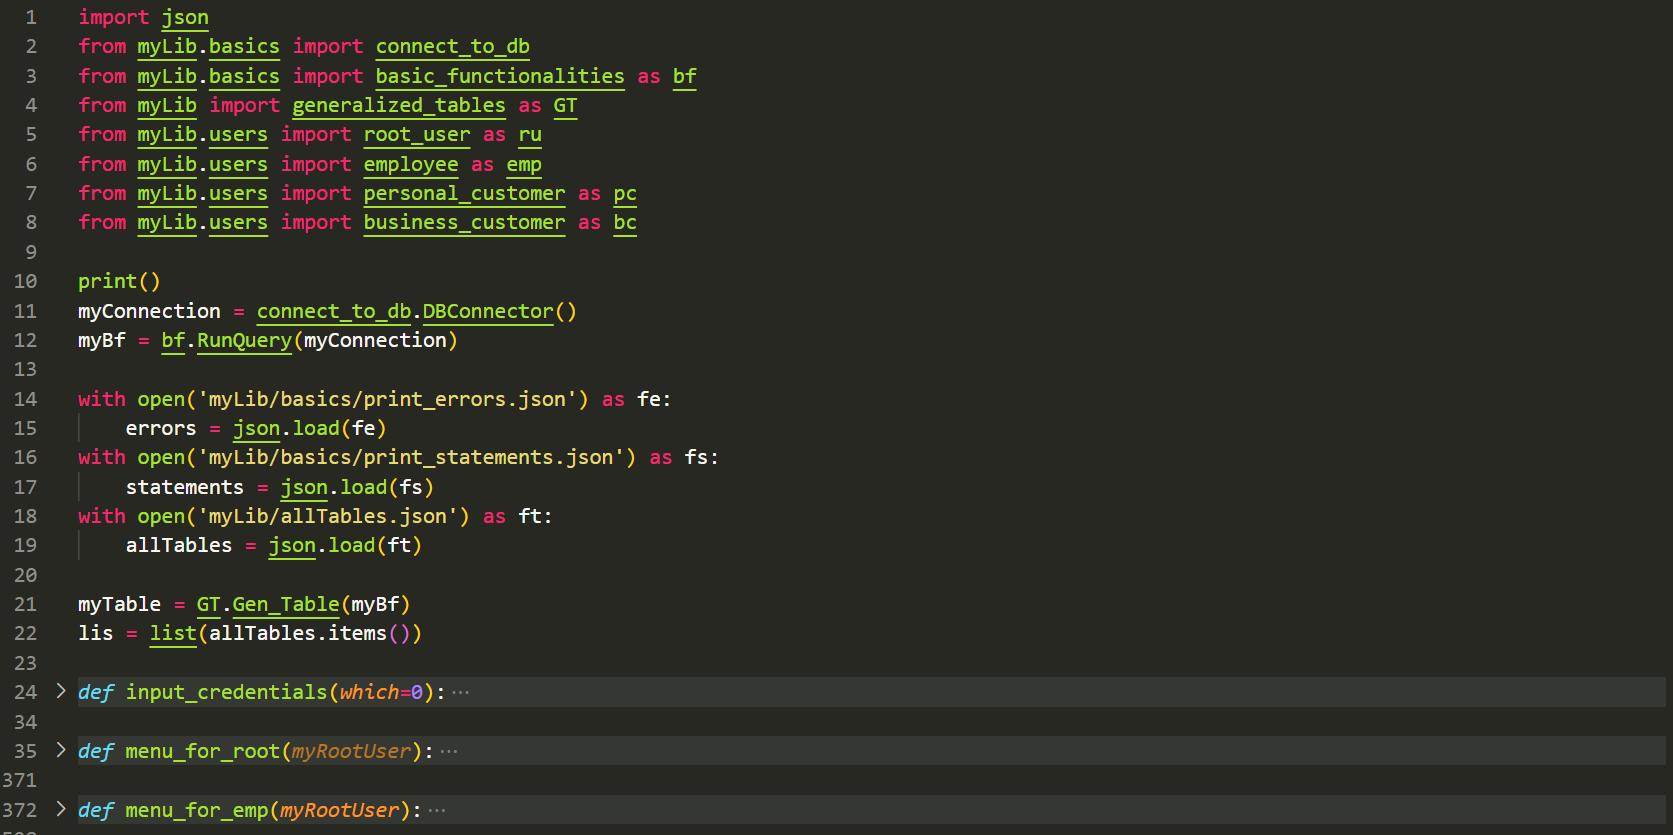 1 import json
2 from myLib.basics import connect_to_db
3 from myLib.basics import basic_functionalities as bf
4 from myLib import generalized_tables as GT
5 from myLib.users import root_user as ru
6 from myLib.users import employee as emp
7 from myLib.users import personal_customer as pc
8 from myLib.users import business_customer as bc
9
10 print()
11 myConnection = connect_to_db.DBConnector()
12 myBf = bf.RunQuery(myConnection)
13
14 with open('myLib/basics/print_errors.json') as fe:
15     errors = json.load(fe)
16 with open('myLib/basics/print_statements.json') as fs:
17     statements = json.load(fs)
18 with open('myLib/allTables.json') as ft:
19     allTables = json.load(ft)
20
21 myTable = GT.Gen_Table(myBf)
22 lis = list(allTables.items())
23
24 > def input_credentials(which=0):···
34
35 > def menu_for_root(myRootUser):···
371
372 > def menu_for_emp(myRootUser):···